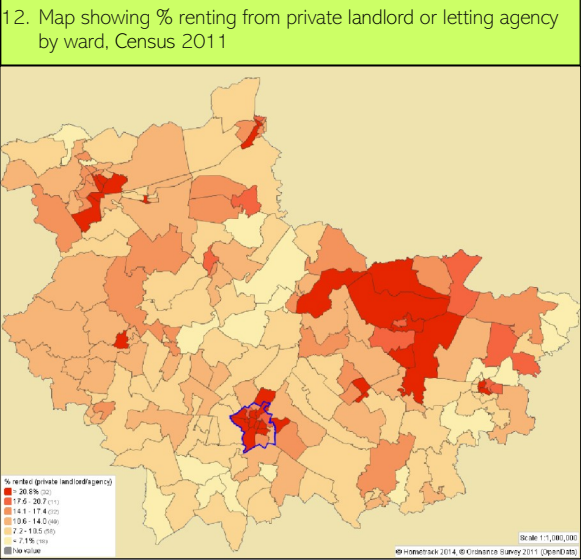 12. Map showing % renting from private landlord or letting agency
by ward, Census 2011
% rented (private landlord/agency)
> 20.8% (32)
17.6 - 20.7 (11)
14.1 - 17.4 (22)
10.6 - 14.0 (49)
7.2 - 10.5 (58)
< 7.1% (18)
No value
Scale 1:1,000,000
© Hometrack 2014, © Ordnance Survey 2011 (OpenData)